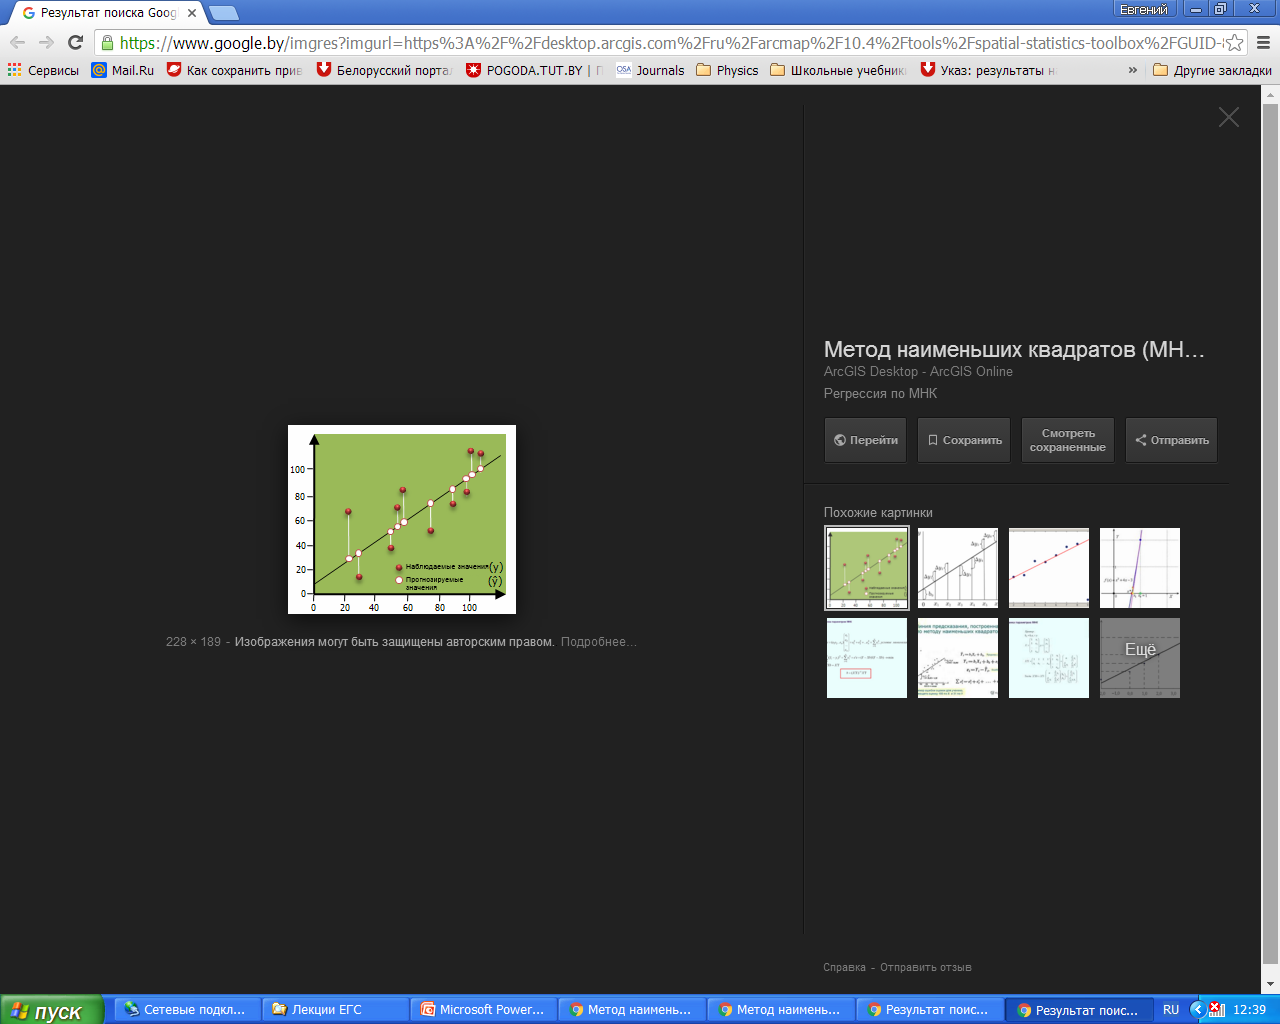 Результат поиска Goog
Евгений
https://www.google.by/imgres?imgurl=https%3A%2F%2Fdesktop.arcgis.com%2Fru%2Farcmap%2F10.4%2Ftools%2Fspatial-statistics-toolbox%2FGUID-
Сервисы Mail.Ru Как сохранить прив Белорусский портал POGODA.TUT.BY | Journals Physics Школьные учебник Указ: результаты » Другие закладки
100
80
60
40
20
0
Наблюдаемые значения (y)
Прогнозируемые значения (ŷ)
0 20 40 60 80 100
228 × 189 - Изображения могут быть защищены авторским правом. Подробнее...
Метод наименьших квадратов (МН...
ArcGIS Desktop - ArcGIS Online
Регрессия по МНК
Перейти Сохранить Смотреть сохраненные Отправить
Похожие картинки
Ещё
Справка - Отправить отзыв
пуск Сетевые подкл... Лекции ЕГС Microsoft Power... Метод наимень... Метод наимень... Результат поис... Результат поис... RU 12:39